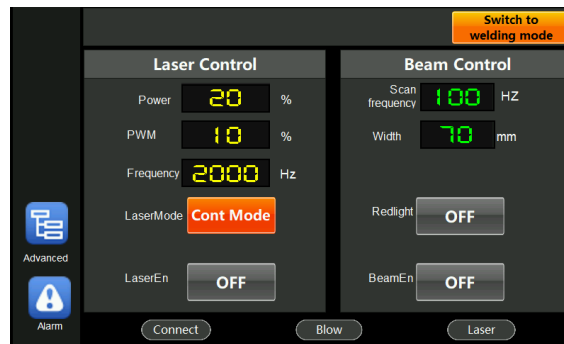 Switch to
welding mode
Laser Control
Power 20 %
PWM 10 %
Frequency 2000 Hz
LaserMode Cont Mode
LaserEn OFF
Beam Control
Scan
frequency 100 HZ
Width 70 mm
Redlight OFF
BeamEn OFF
Advanced
Alarm
Connect Blow Laser